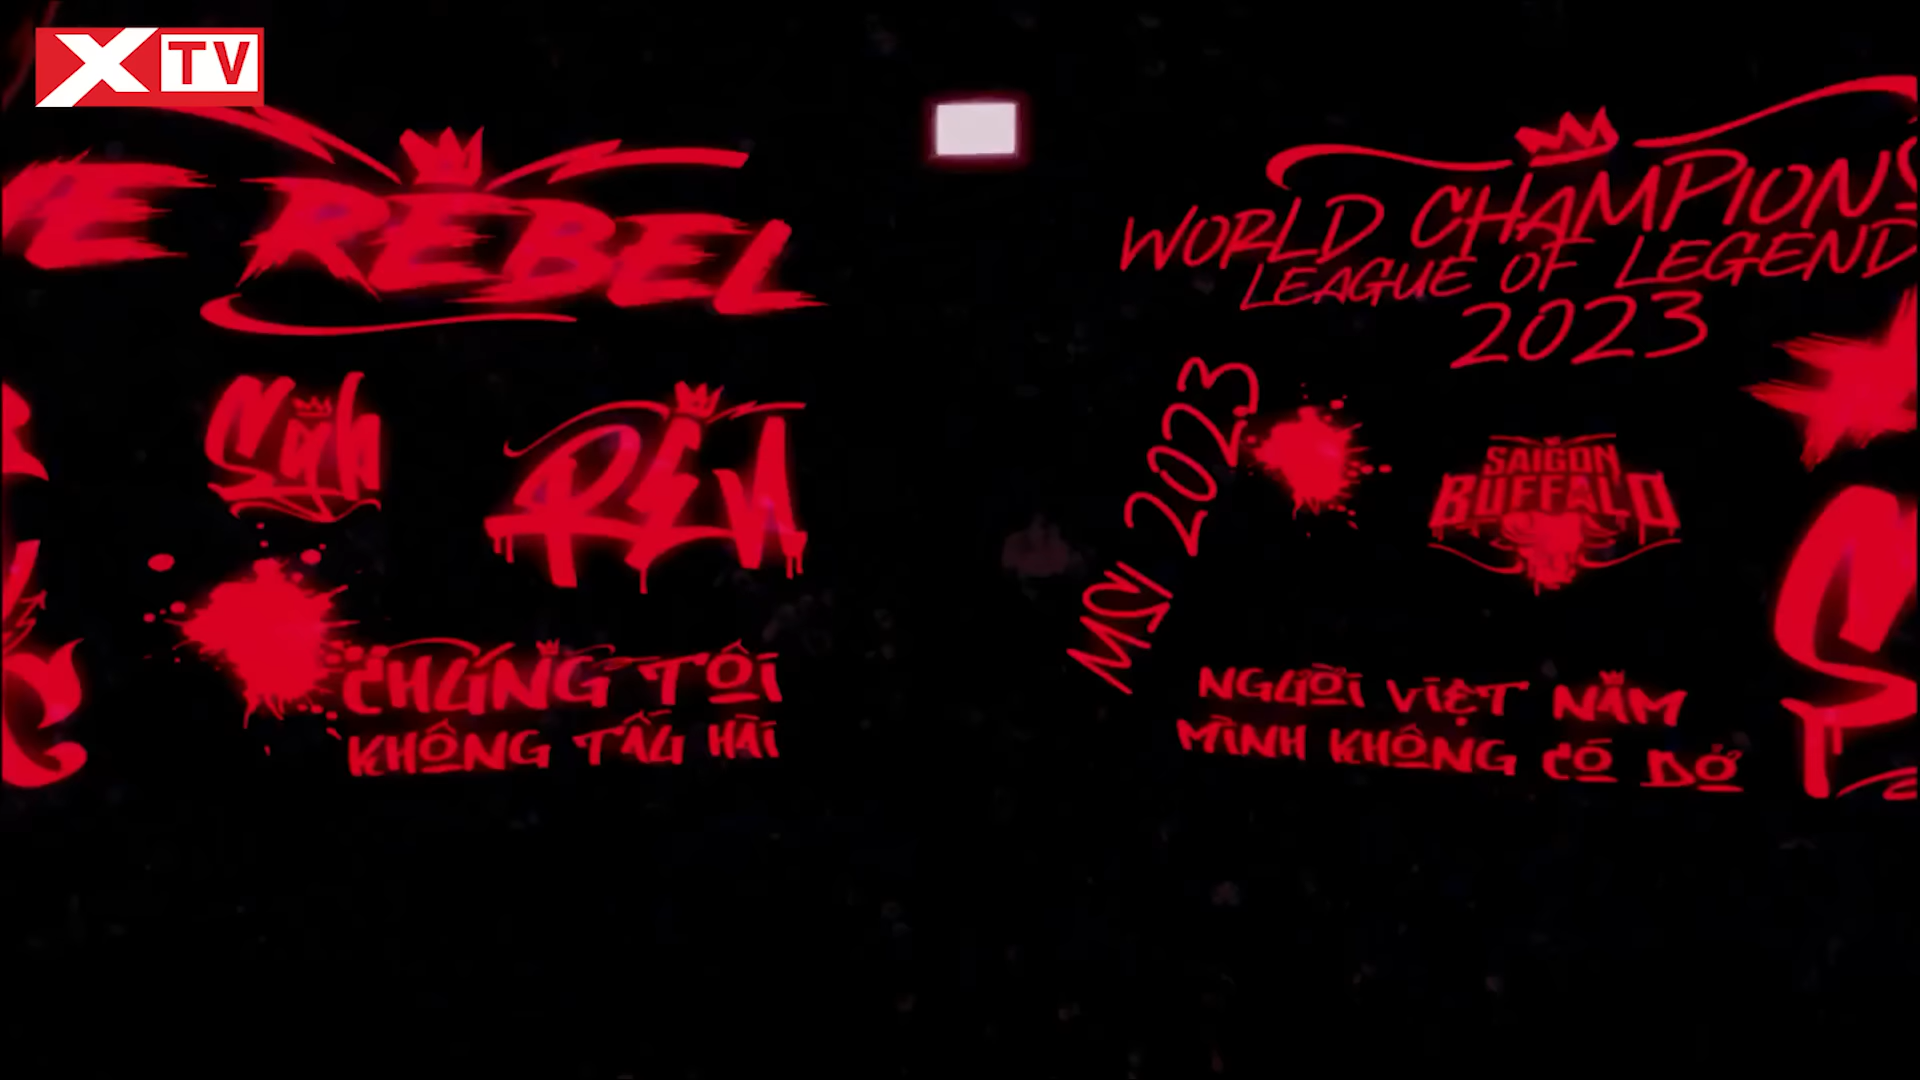 XTV
REBEL
WORLD CHAMPIONS
LEAGUE OF LEGEND
2023
MSI 2023
SAIGON
BUFFALO
CHÚNG TÔI
KHÔNG TẤU HÀI
NGƯỜI VIỆT NĂM
MÌNH KHÔNG CÓ DỞ